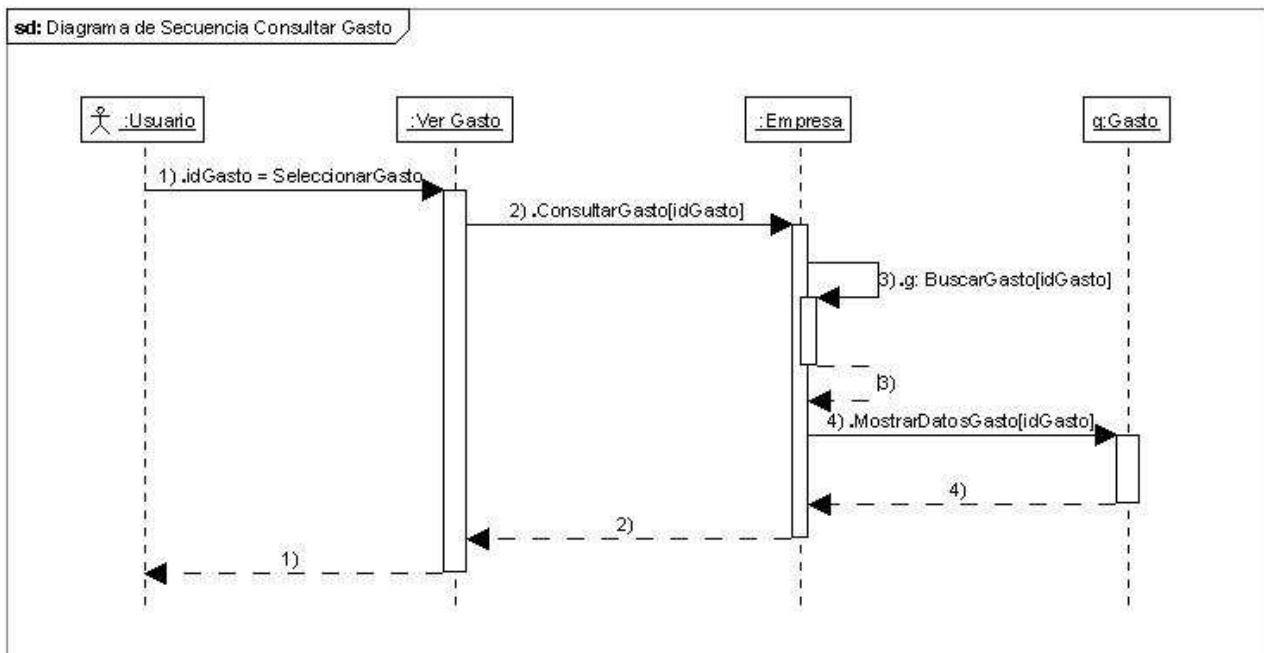 sd: Diagrama de Secuencia Consultar Gasto
:Usuario
:Ver Gasto
:Empresa
g:Gasto
1) .idGasto = SeleccionarGasto
2) .ConsultarGasto[idGasto]
3) .g: BuscarGasto[idGasto]
3)
4) .MostrarDatosGasto[idGasto]
4)
2)
1)